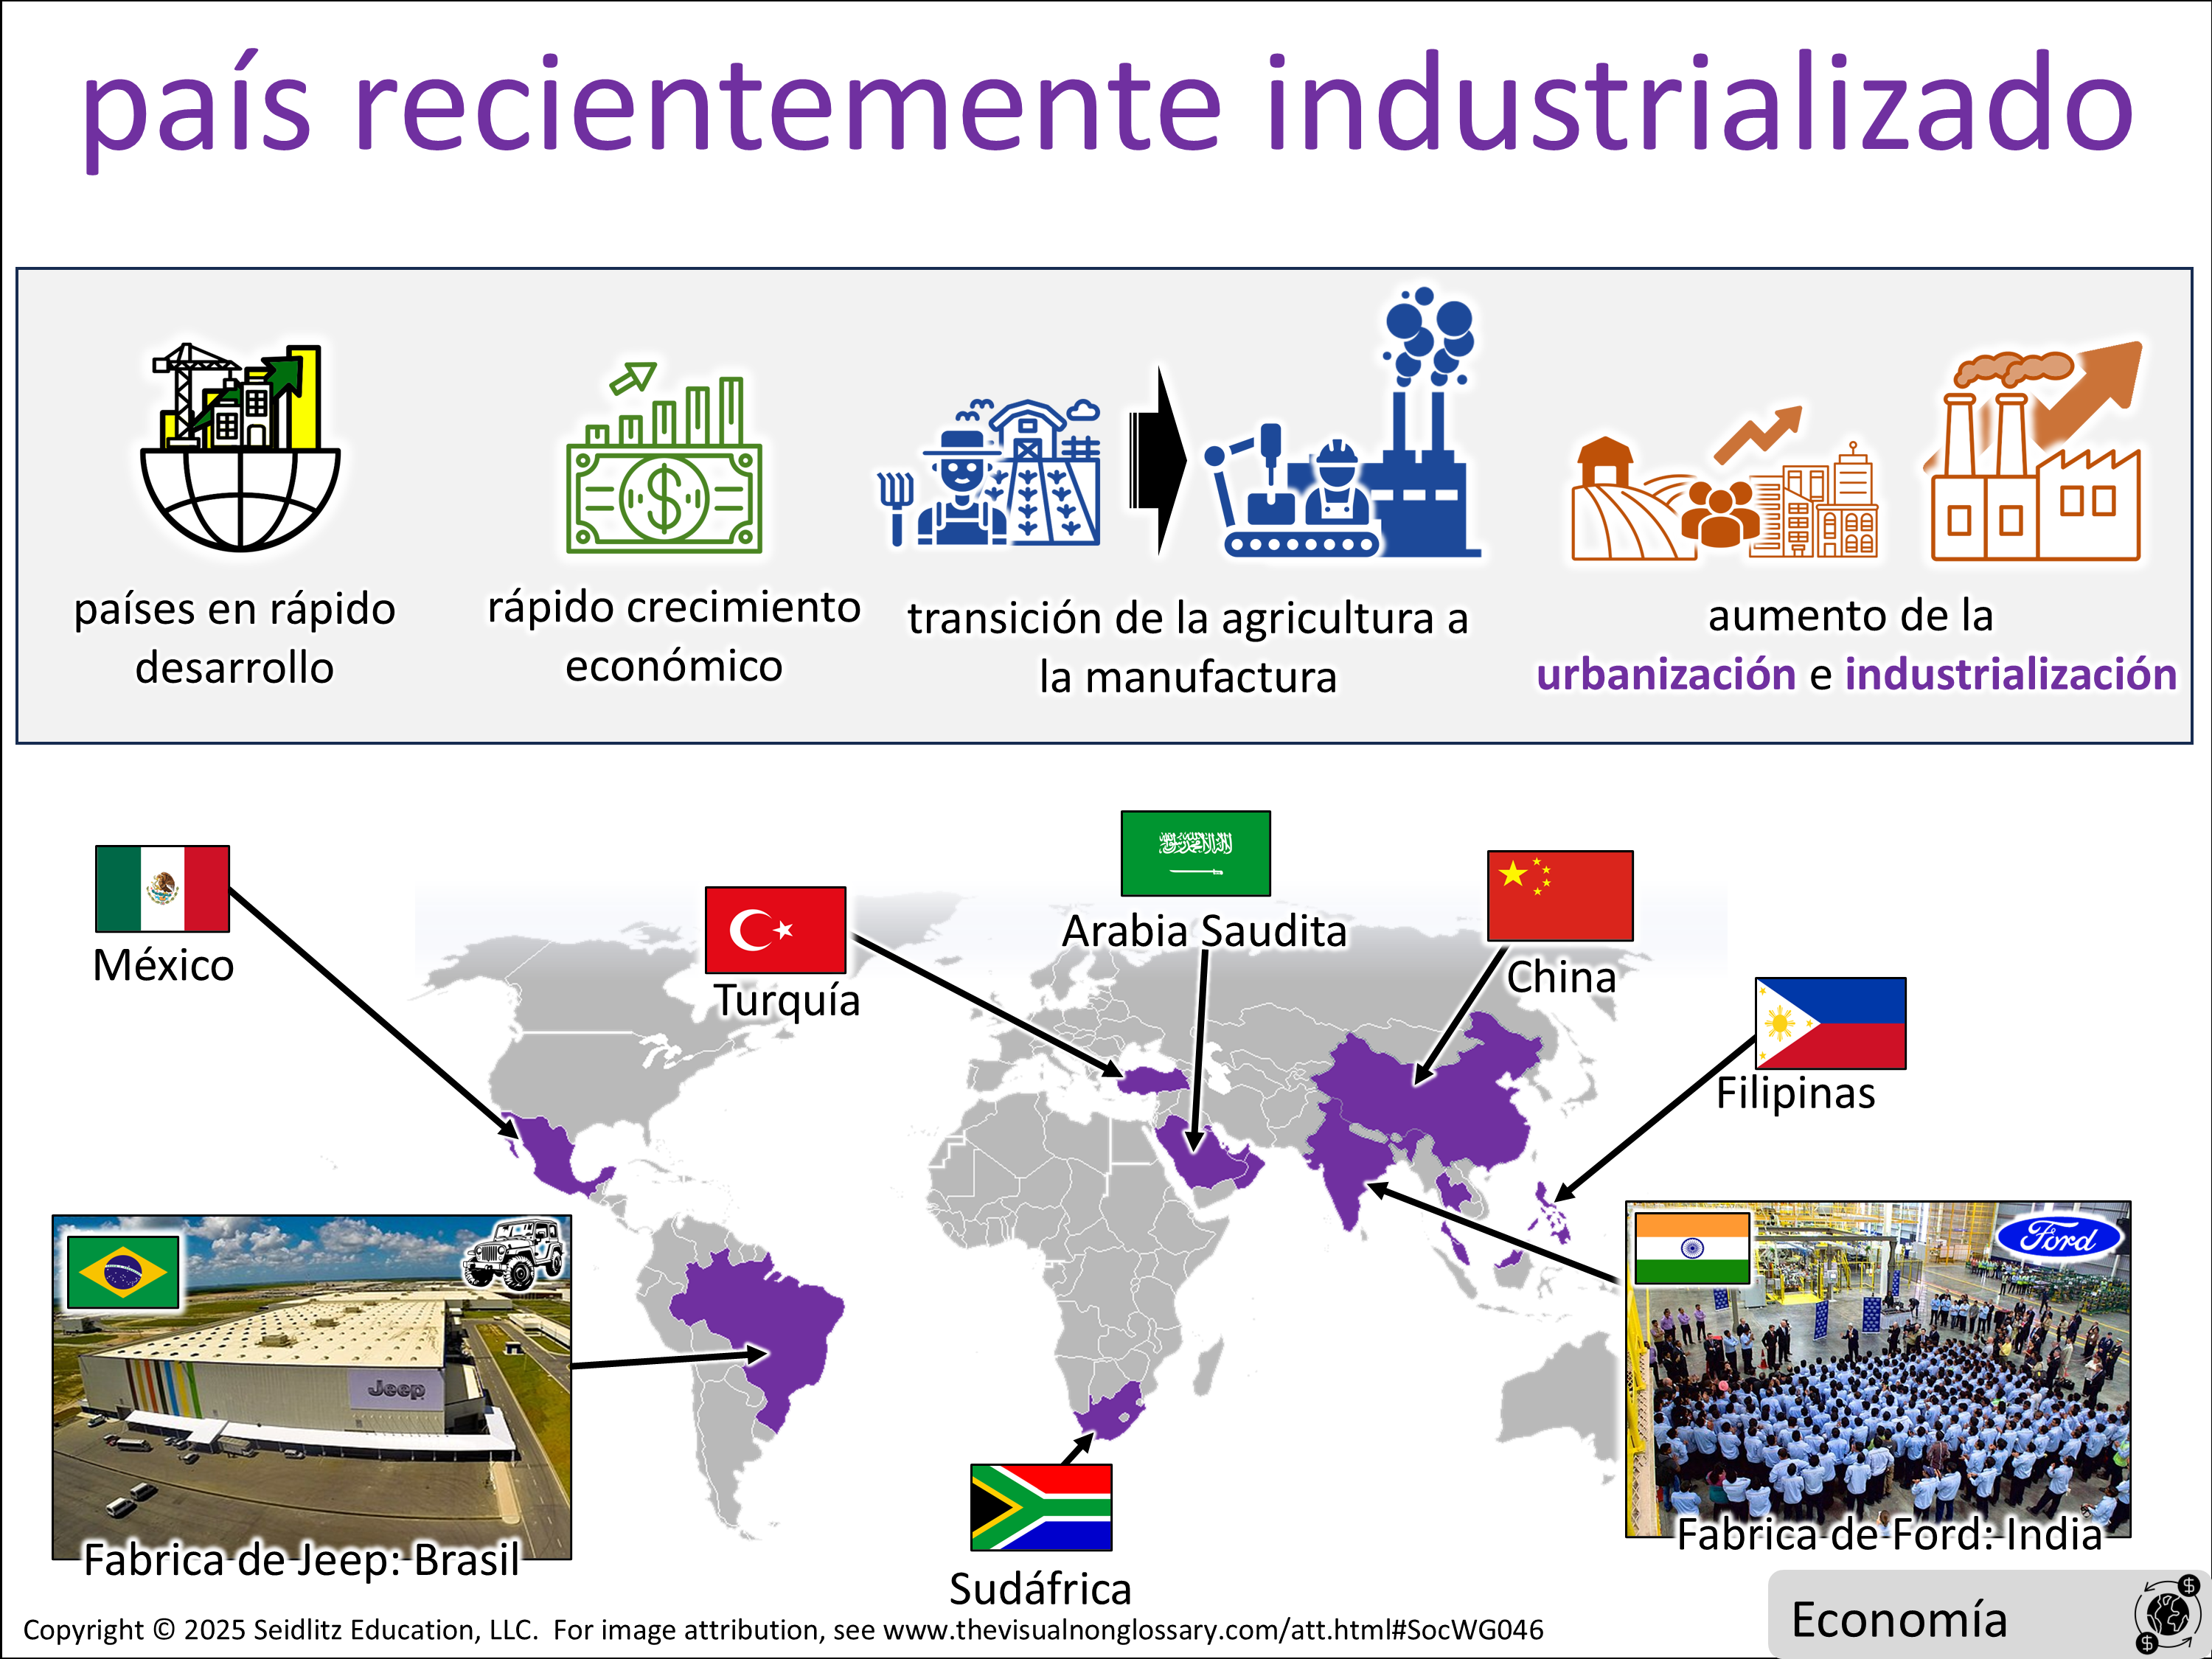 país recientemente industrializado
países en rápido
desarrollo
rápido crecimiento
económico
transición de la agricultura a
la manufactura
aumento de la
urbanización e industrialización
México
Turquía
Arabia Saudita
China
Filipinas
Jeep
Fabrica de Jeep: Brasil
Sudáfrica
Ford
Fabrica de Ford: India
Copyright © 2025 Seidlitz Education, LLC.  For image attribution, see www.thevisualnonglossary.com/att.html#SocWG046
Economía